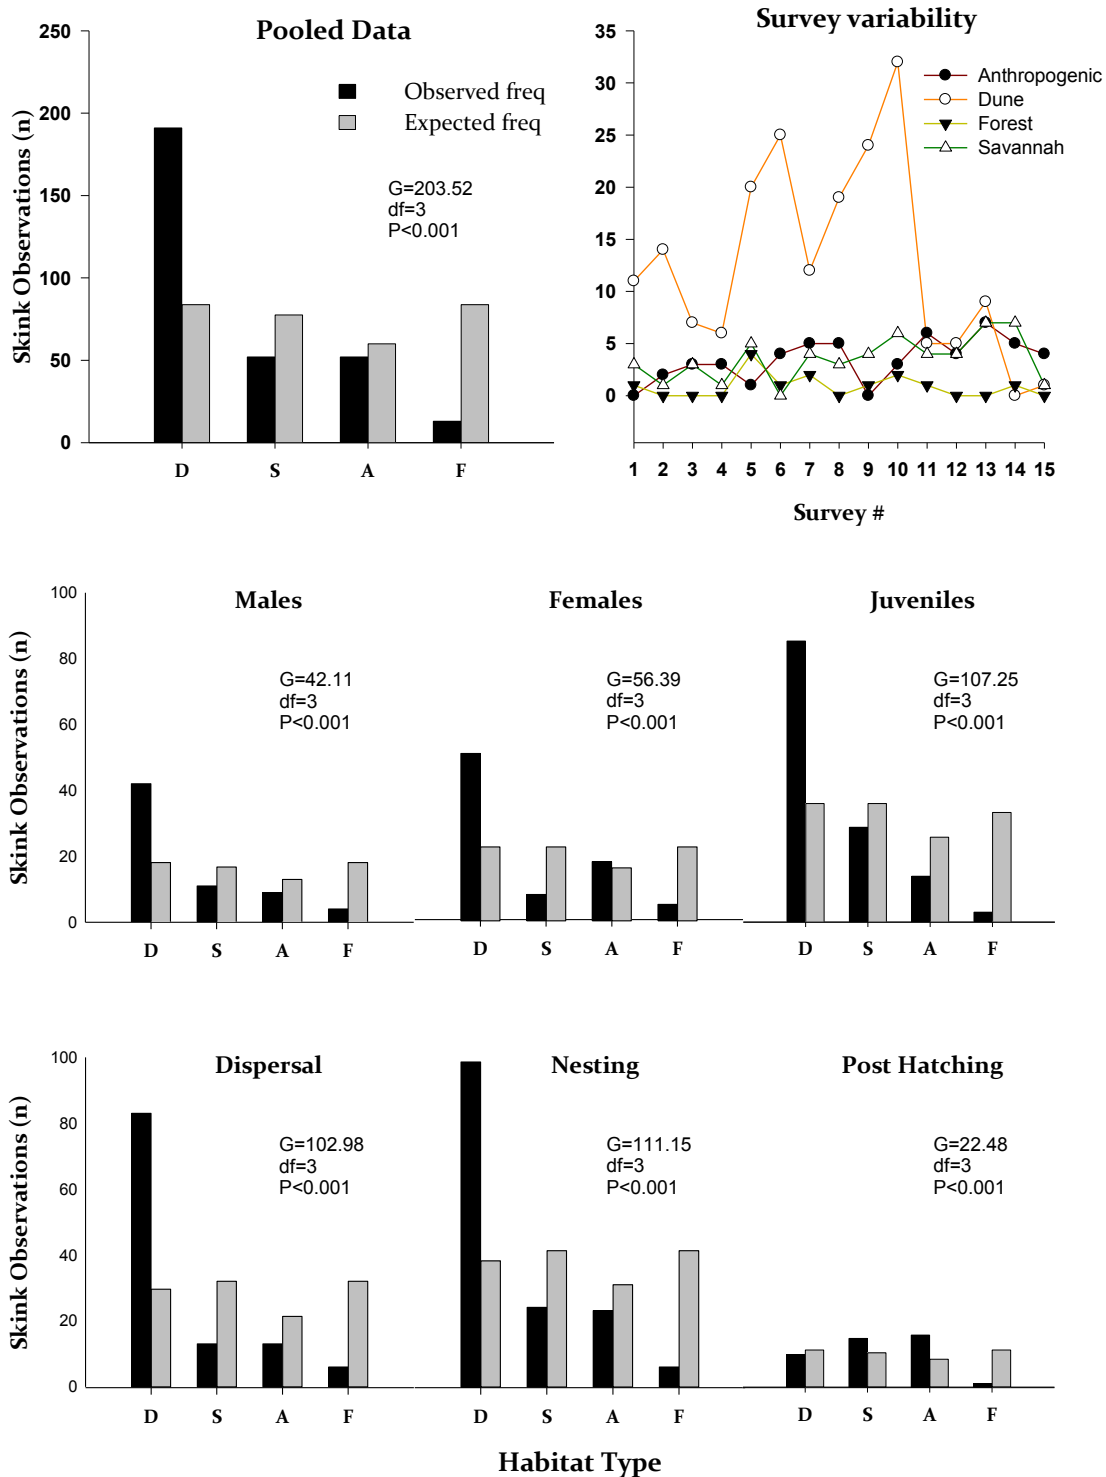 Pooled Data
Survey variability
Skink Observations (n)
250
200
150
100
50
0
Observed freq
Expected freq
G=203.52
df=3
P<0.001
D S A F
35
30
25
20
15
10
5
0
Anthropogenic
Dune
Forest
Savannah
1 2 3 4 5 6 7 8 9 10 11 12 13 14 15
Survey #
Skink Observations (n)
100
80
60
40
20
0
Males
G=42.11
df=3
P<0.001
D S A F
Females
G=56.39
df=3
P<0.001
D S A F
Juveniles
G=107.25
df=3
P<0.001
D S A F
Skink Observations (n)
100
80
60
40
20
0
Dispersal
G=102.98
df=3
P<0.001
D S A F
Nesting
G=111.15
df=3
P<0.001
D S A F
Post Hatching
G=22.48
df=3
P<0.001
D S A F
Habitat Type